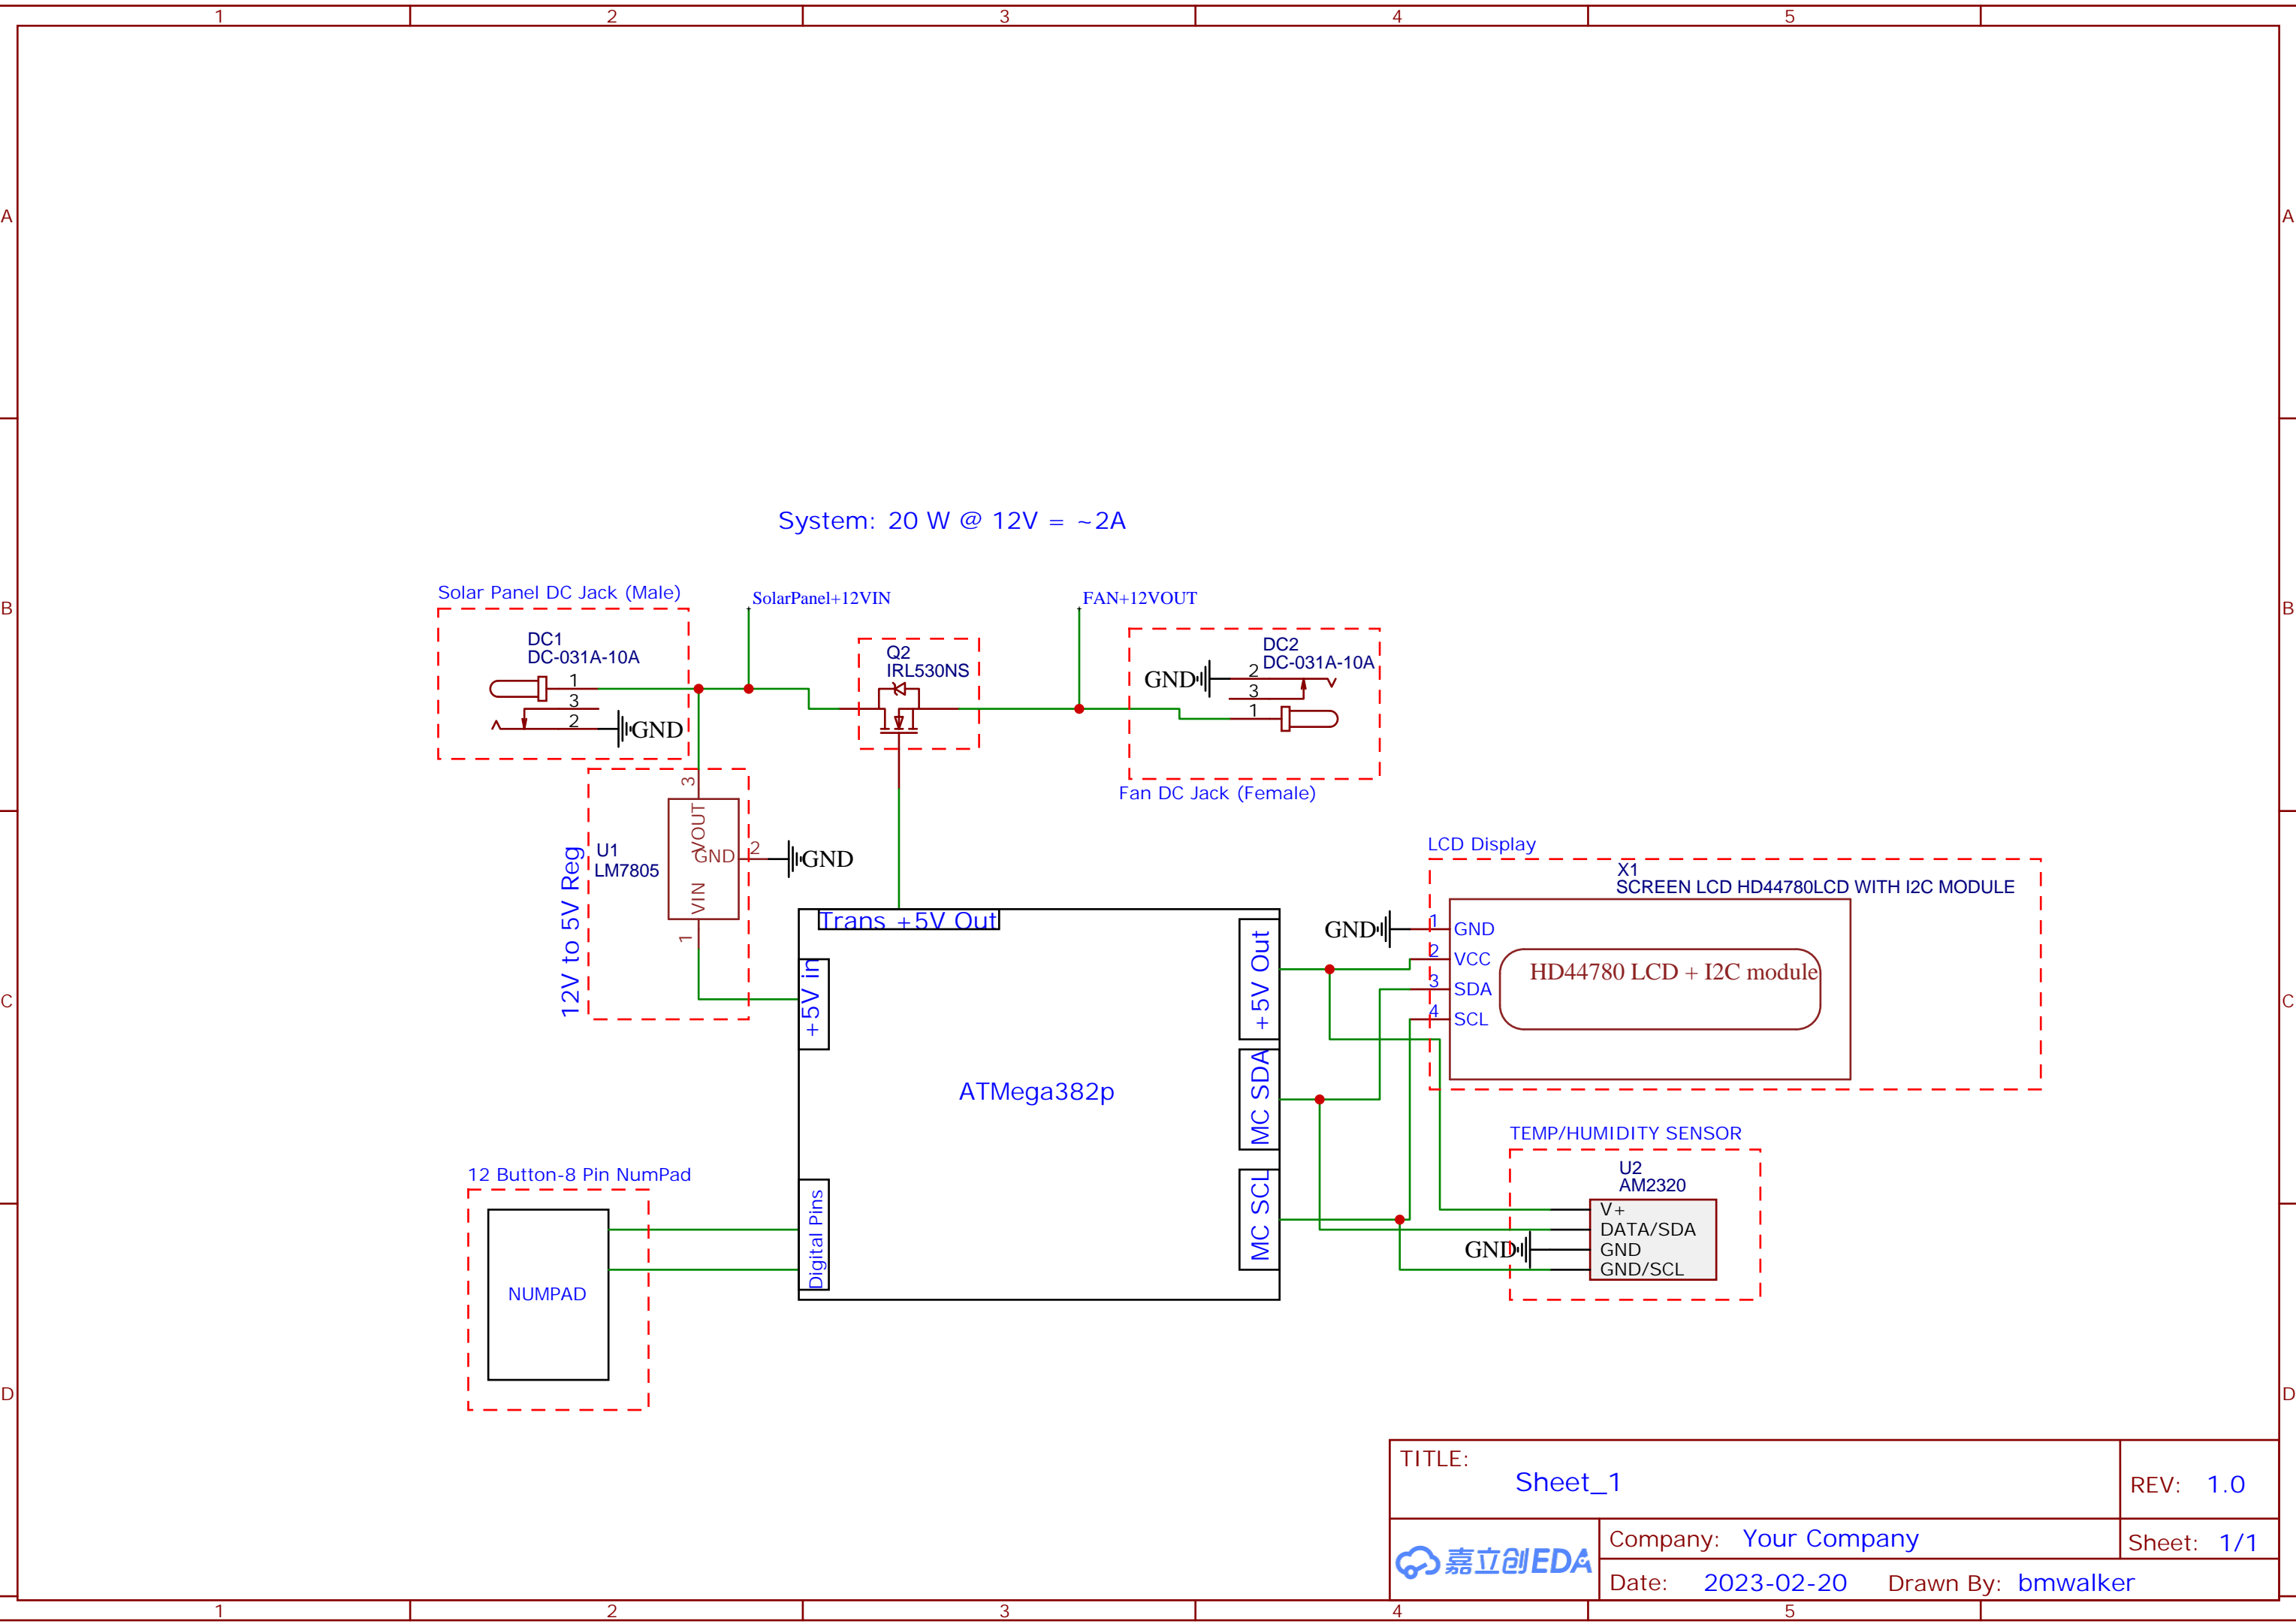 1 2 3 4 5
A A
B B
C C
D D
System: 20 W @ 12V = ~2A
Solar Panel DC Jack (Male)
DC1
DC-031A-10A
1
3
2
GND
SolarPanel+12VIN
Q2
IRL530NS
FAN+12VOUT
DC2
DC-031A-10A
GND
2
3
1
Fan DC Jack (Female)
12V to 5V Reg
U1
LM7805
3
VOUT
GND
2
GND
VIN
1
Trans +5V Out
+5V in
+5V Out
MC SDA
MC SCL
Digital Pins
ATMega382p
LCD Display
X1
SCREEN LCD HD44780LCD WITH I2C MODULE
GND
1 GND
2 VCC
3 SDA
4 SCL
HD44780 LCD + I2C module
TEMP/HUMIDITY SENSOR
U2
AM2320
V+
DATA/SDA
GND
GND
GND/SCL
12 Button-8 Pin NumPad
NUMPAD
TITLE:
Sheet_1
REV: 1.0
嘉立创EDA
Company: Your Company
Sheet: 1/1
Date: 2023-02-20 Drawn By: bmwalker
1 2 3 4 5